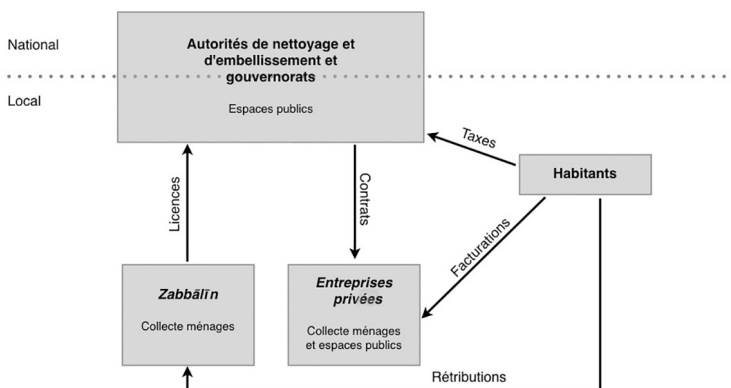 National
Autorités de nettoyage et
d'embellissement et
gouvernorats
Local
Espaces publics
Taxes
Habitants
Licences
Contrats
Facturations
Zabbālīn
Collecte ménages
Entreprises
privées
Collecte ménages
et espaces publics
Rétributions